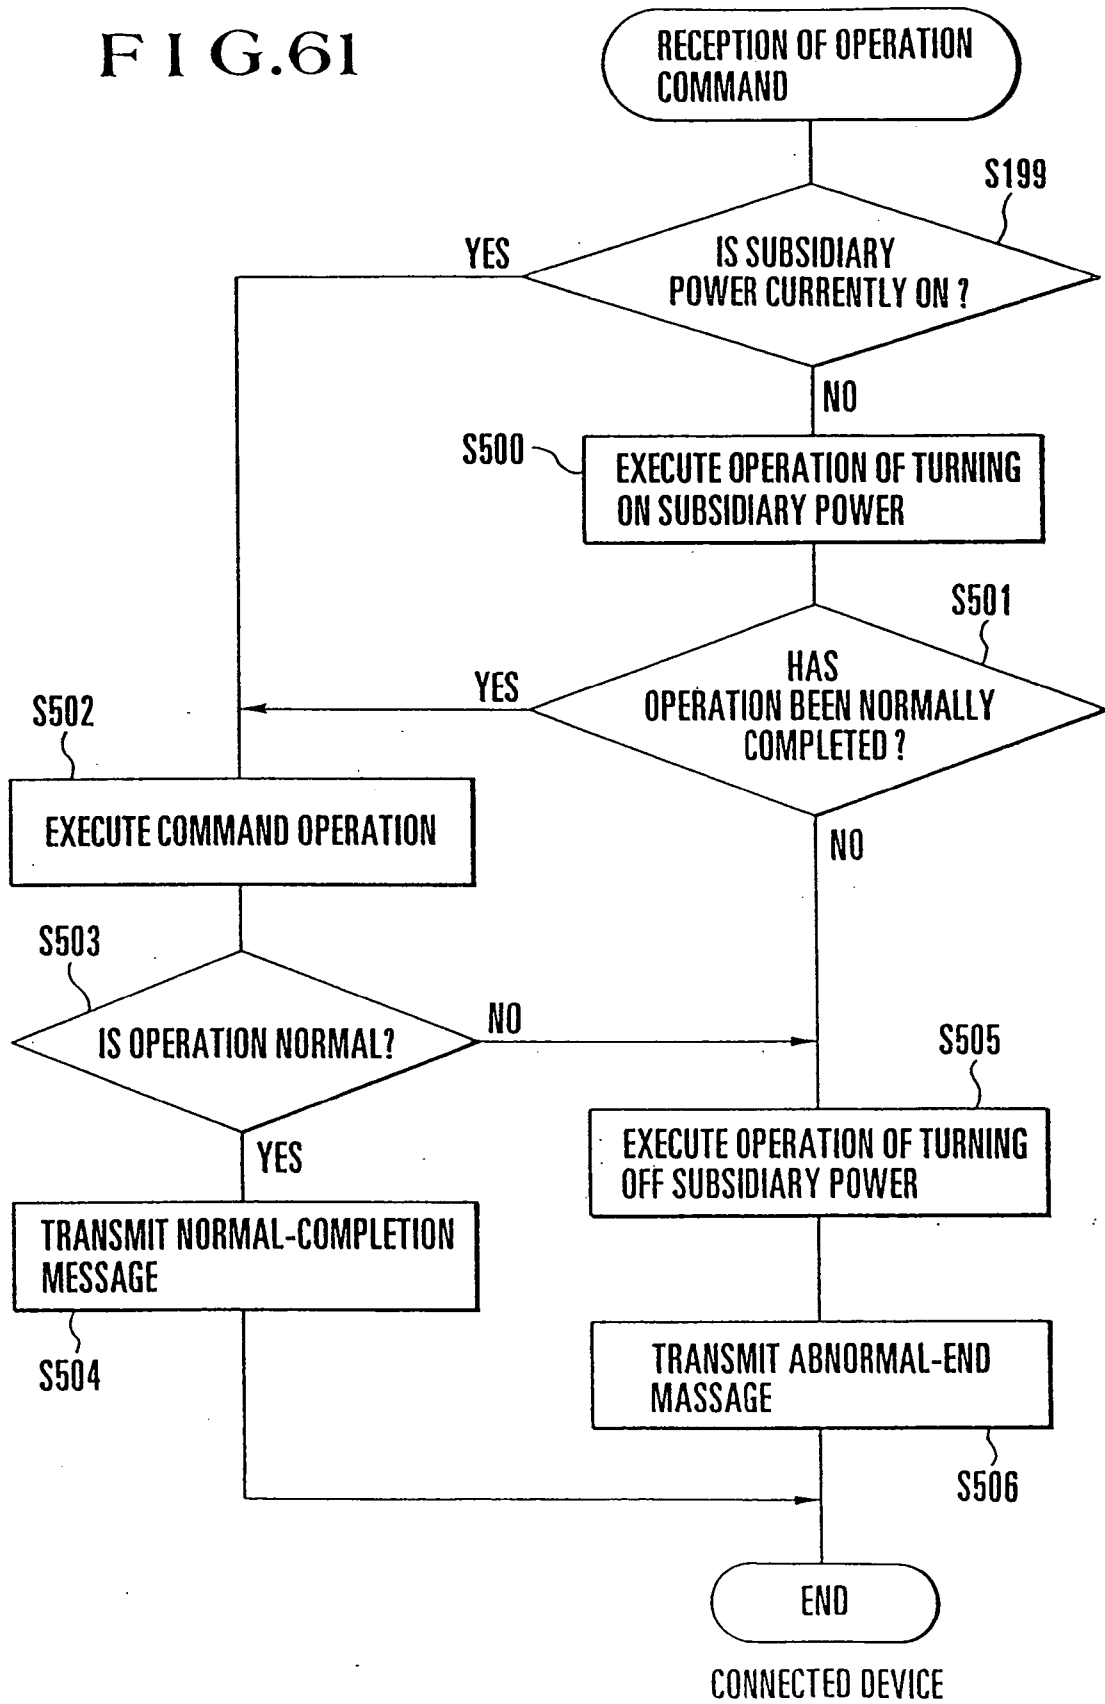 FIG.61
RECEPTION OF OPERATION
COMMAND
S199
IS SUBSIDIARY
POWER CURRENTLY ON ?
YES
NO
S500
EXECUTE OPERATION OF TURNING
ON SUBSIDIARY POWER
S501
HAS
OPERATION BEEN NORMALLY
COMPLETED ?
YES
NO
S502
EXECUTE COMMAND OPERATION
S503
IS OPERATION NORMAL?
NO
YES
S505
EXECUTE OPERATION OF TURNING
OFF SUBSIDIARY POWER
TRANSMIT NORMAL-COMPLETION
MESSAGE
S504
TRANSMIT ABNORMAL-END
MASSAGE
S506
END
CONNECTED DEVICE